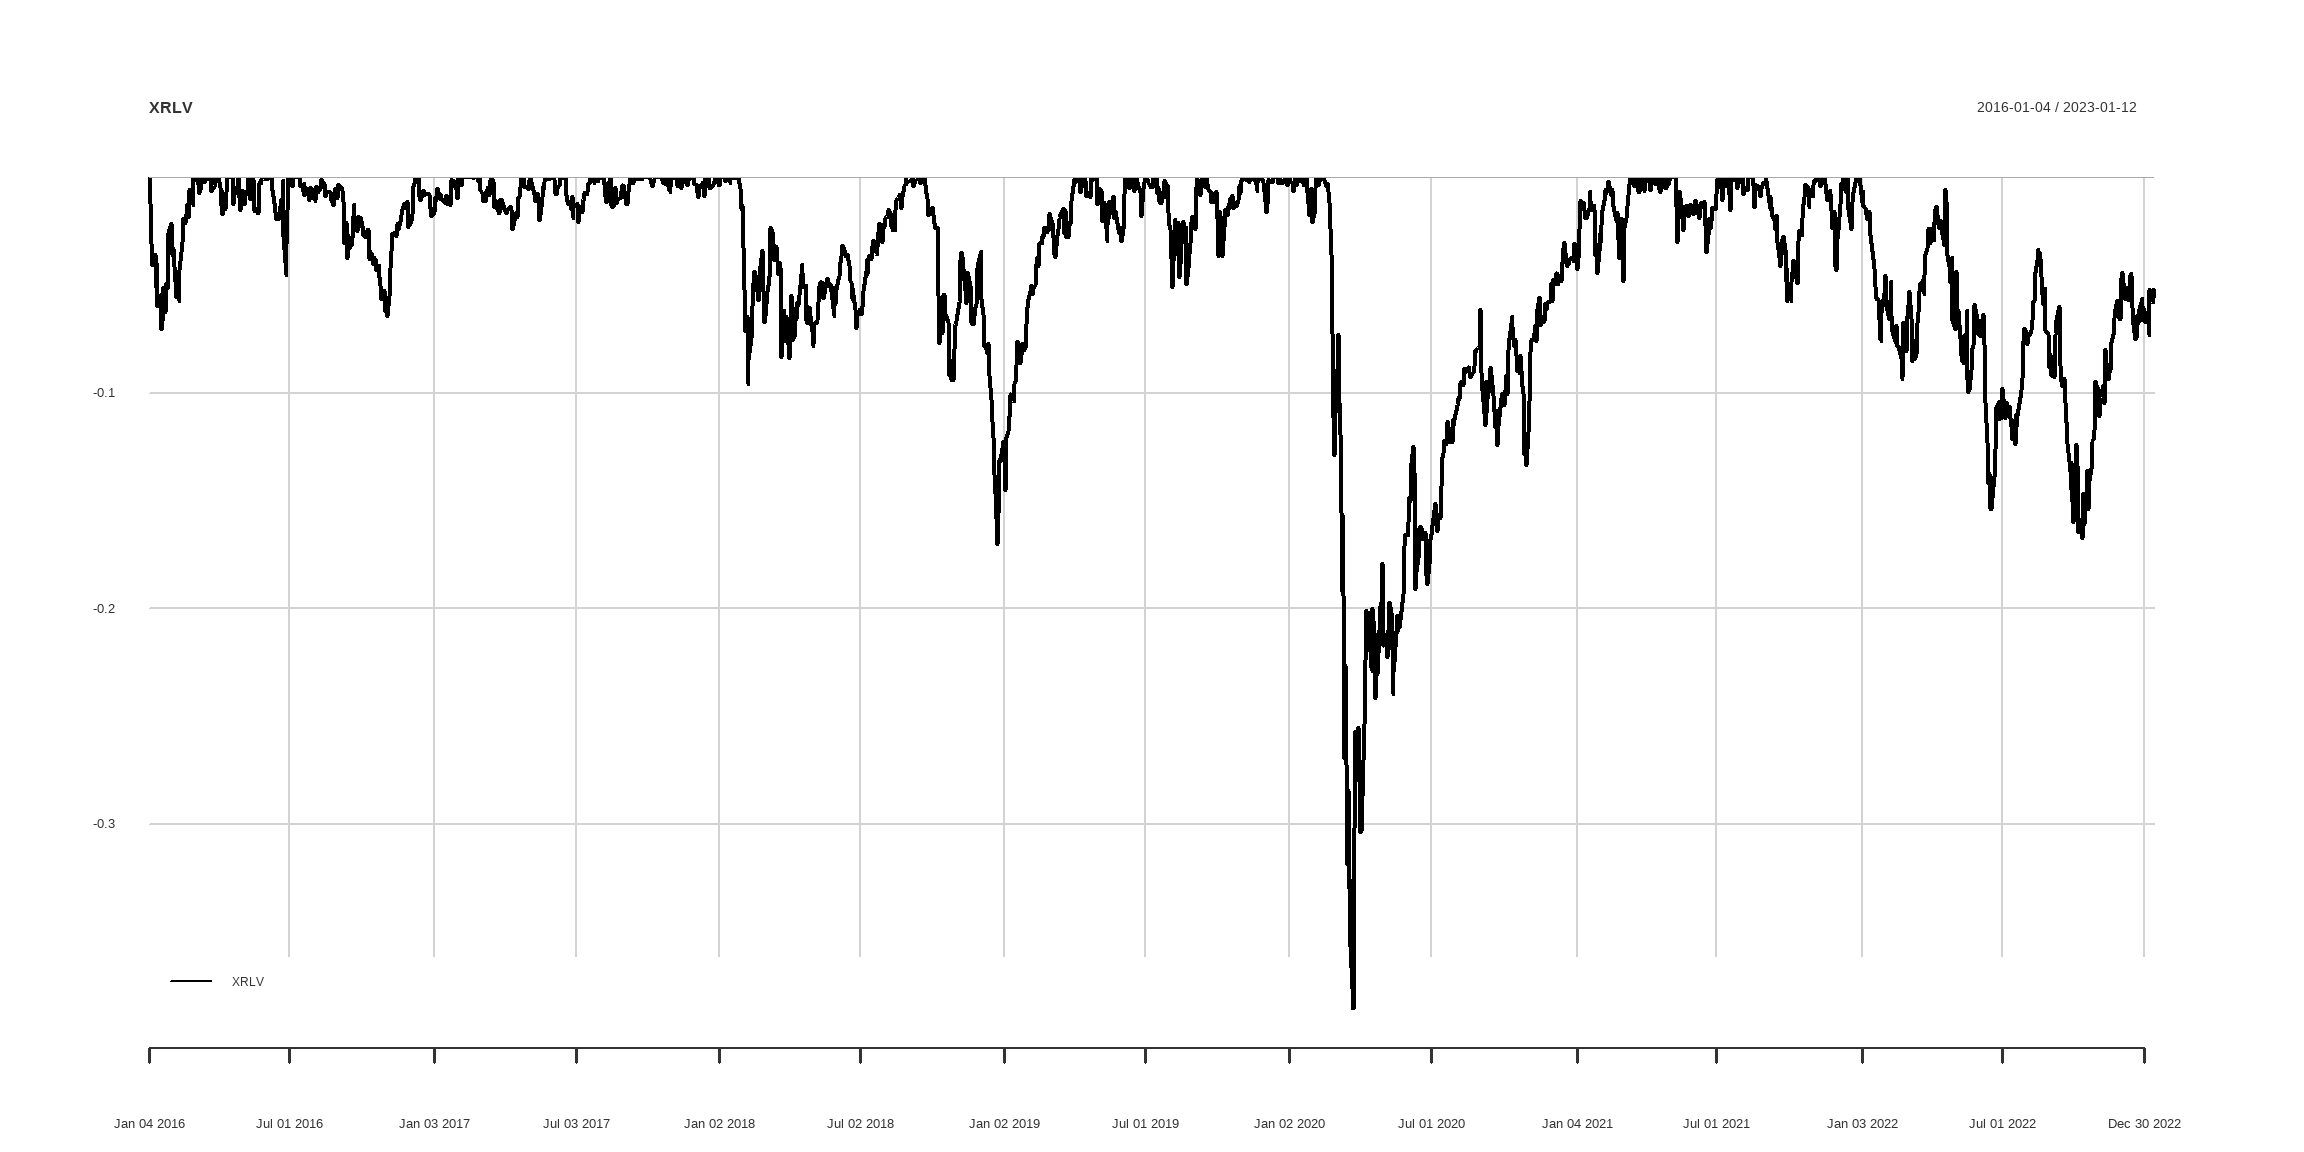 XRLV
2016-01-04 / 2023-01-12
-0.1
-0.2
-0.3
XRLV
Jan 04 2016
Jul 01 2016
Jan 03 2017
Jul 03 2017
Jan 02 2018
Jul 02 2018
Jan 02 2019
Jul 01 2019
Jan 02 2020
Jul 01 2020
Jan 04 2021
Jul 01 2021
Jan 03 2022
Jul 01 2022
Dec 30 2022